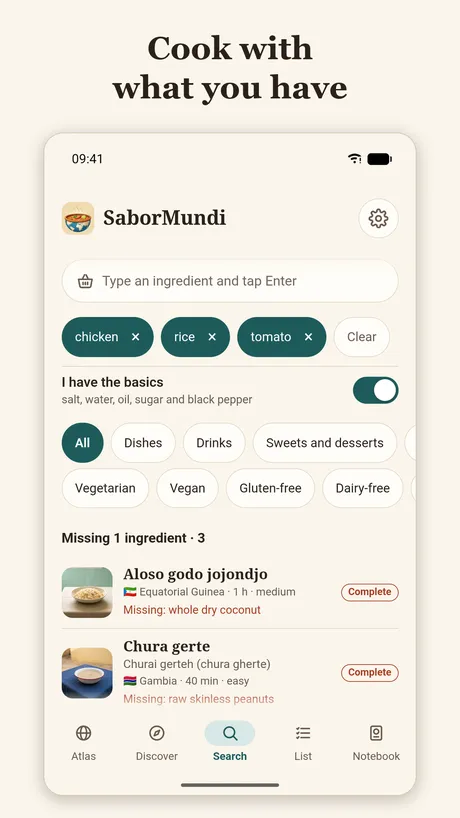 Cook with
what you have
09:41
SaborMundi
Type an ingredient and tap Enter
chicken ×
rice ×
tomato ×
Clear
I have the basics
salt, water, oil, sugar and black pepper
All
Dishes
Drinks
Sweets and desserts
Vegetarian
Vegan
Gluten-free
Dairy-free
Missing 1 ingredient · 3
Aloso godo jojondjo
Equatorial Guinea · 1 h · medium
Missing: whole dry coconut
Complete
Chura gerte
Churai gerteh (chura gherte)
Gambia · 40 min · easy
Missing: raw skinless peanuts
Complete
Atlas
Discover
Search
List
Notebook